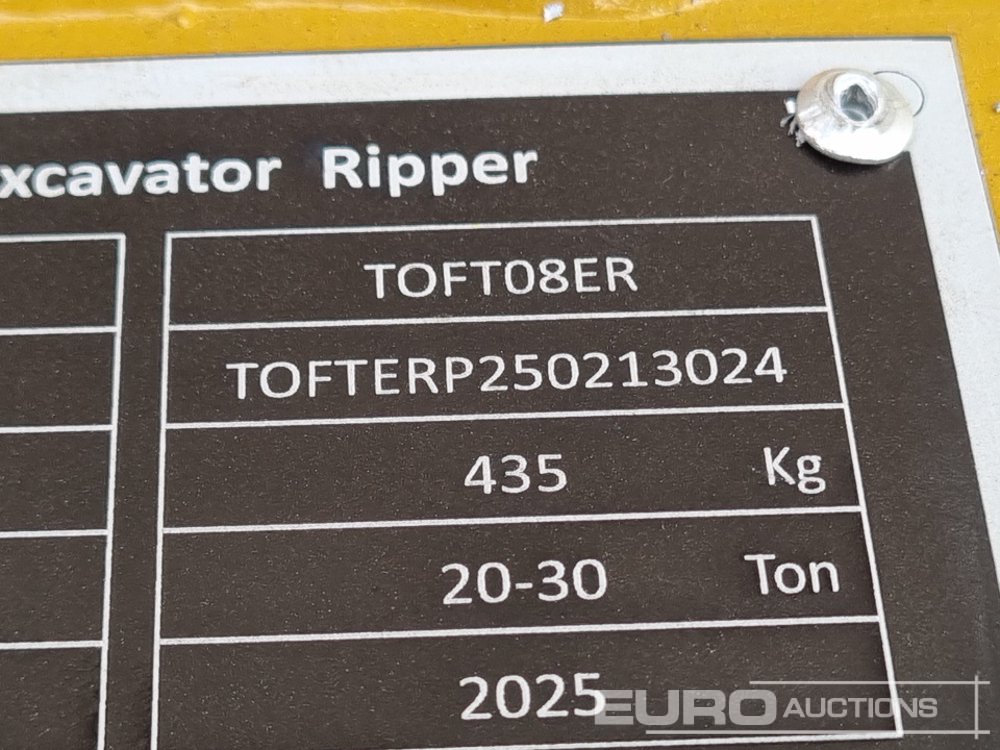 xcavator Ripper
TOFT08ER
TOFTERP250213024
435 Kg
20-30 Ton
2025
EURO AUCTIONS